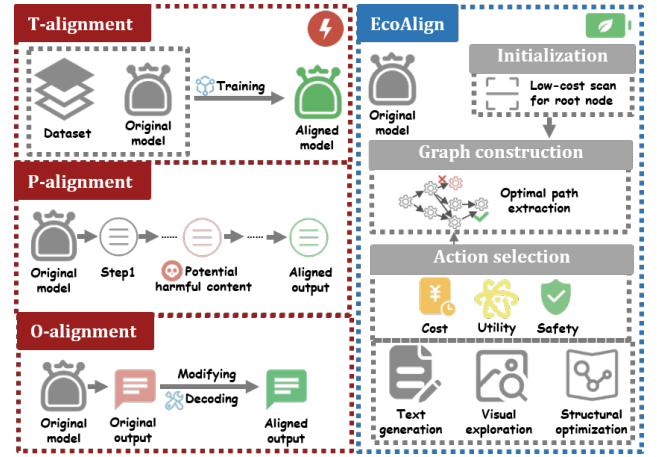 T-alignment
Dataset
Original
model
Training
Aligned
model
P-alignment
Original
model
Step1
......
Potential
harmful content
......
Aligned
output
O-alignment
Original
model
Original
output
Modifying
Decoding
Aligned
output
EcoAlign
Original
model
Initialization
Low-cost scan
for root node
Graph construction
Optimal path
extraction
Action selection
¥
Cost
Utility
Safety
Text
generation
Visual
exploration
Structural
optimization